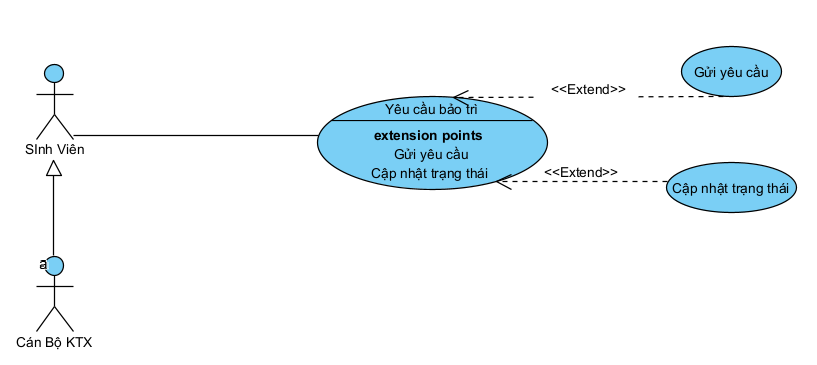 Gửi yêu cầu
<<Extend>>
Yêu cầu bảo trì
extension points
Gửi yêu cầu
Cập nhật trạng thái
SInh Viên
<<Extend>>
Cập nhật trạng thái
a
Cán Bộ KTX